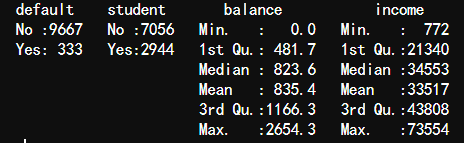 default student balance income
No :9667 No :7056 Min. : 0.0 Min. : 772
Yes: 333 Yes:2944 1st Qu.: 481.7 1st Qu.:21340
Median : 823.6 Median :34553
Mean : 835.4 Mean :33517
3rd Qu.:1166.3 3rd Qu.:43808
Max. :2654.3 Max. :73554